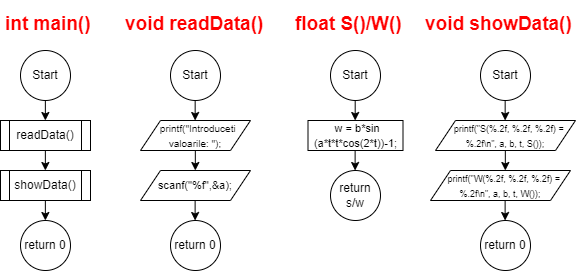 int main()
void readData()
float S()/W()
void showData()
Start
readData()
showData()
return 0
Start
printf("Introduceti
valoarile: ");
scanf("%f",&a);
return 0
Start
w = b*sin
(a*t*t*cos(2*t))-1;
return
s/w
Start
printf("S(%.2f, %.2f, %.2f) =
%.2f\n", a, b, t, S());
printf("W(%.2f, %.2f, %.2f) =
%.2f\n", a, b, t, W());
return 0